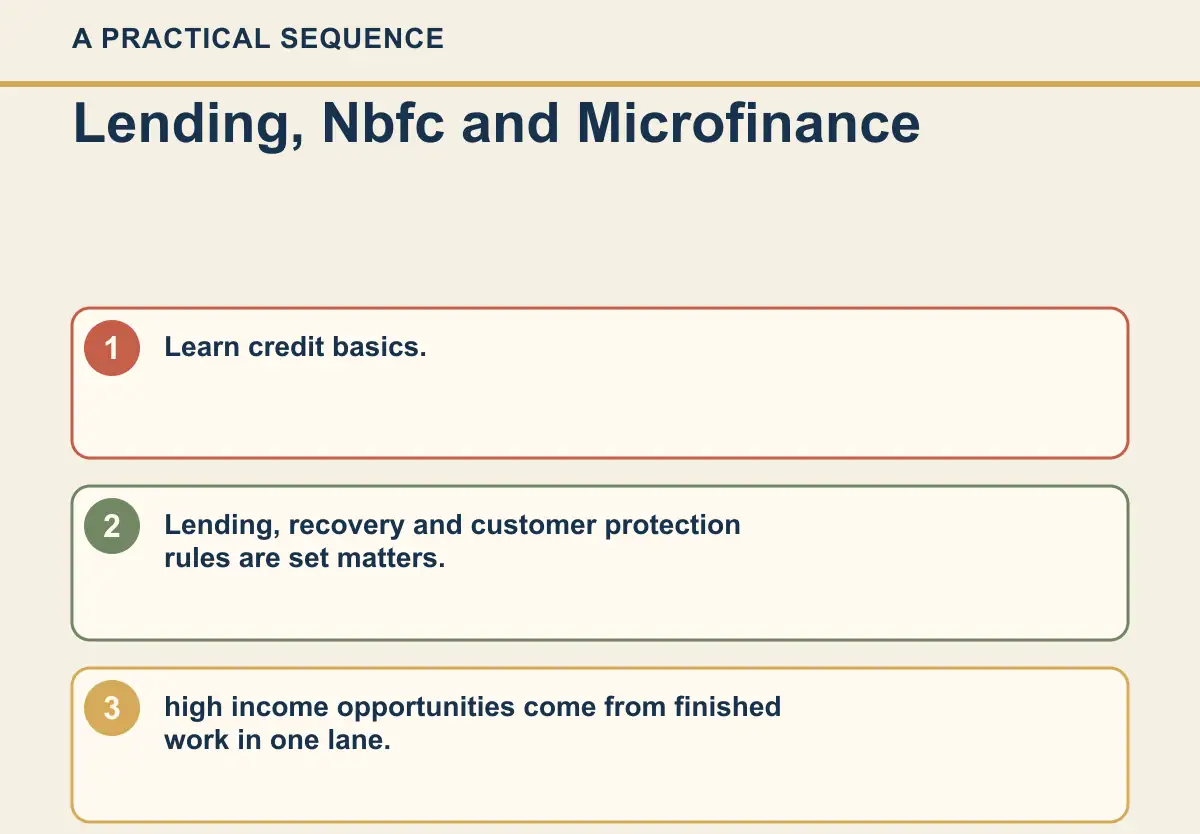 A PRACTICAL SEQUENCE
Lending, Nbfc and Microfinance
1
Learn credit basics.
2
Lending, recovery and customer protection
rules are set matters.
3
high income opportunities come from finished
work in one lane.